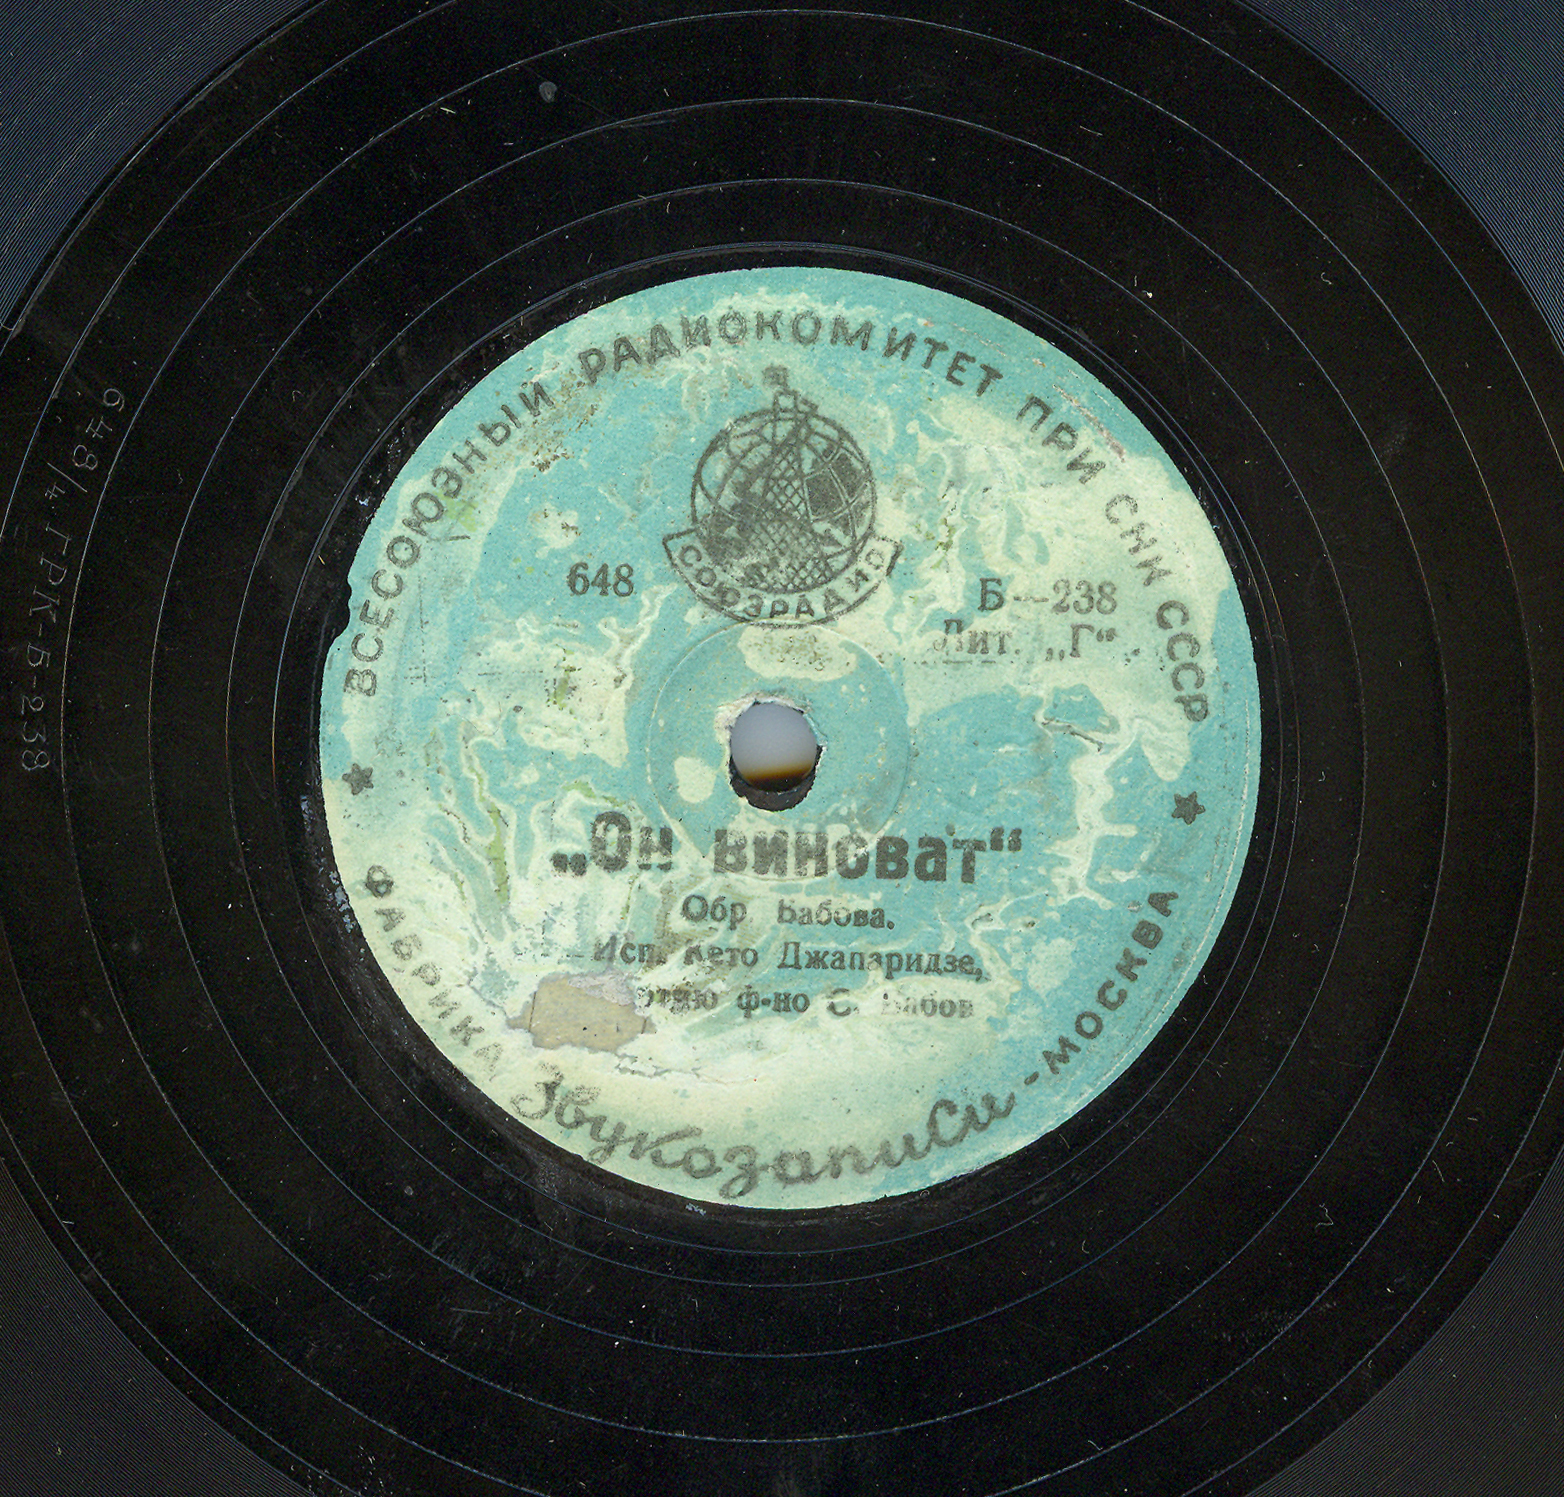 ВСЕСОЮЗНЫЙ РАДИОКОМИТЕТ ПРИ СНК СССР
СОЮЗРАДИО
648
Б—238
Лит. „Г“
„Он виноват“
Обр. Бабова.
Исп. Кето Джапаридзе,
ф-но С. Бабов
ФАБРИКА Звукозаписи - МОСКВА
648/4 ГРК-Б-238